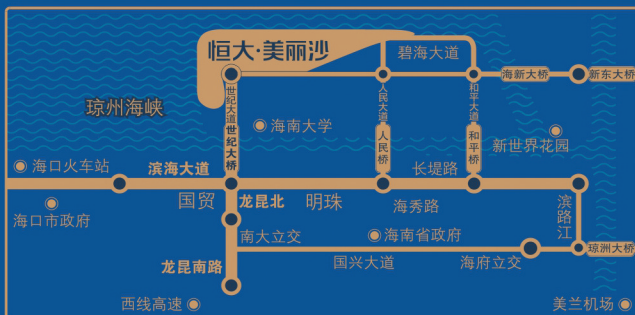 恒大·美丽沙
碧海大道
海新大桥
新东大桥
世纪大道
世纪大桥
人民大道
人民桥
和平大道
和平桥
琼州海峡
海南大学
新世界花园
海口火车站
滨海大道
长堤路
国贸
龙昆北
明珠
海秀路
滨路江
海口市政府
南大立交
海南省政府
琼洲大桥
龙昆南路
国兴大道
海府立交
西线高速
美兰机场